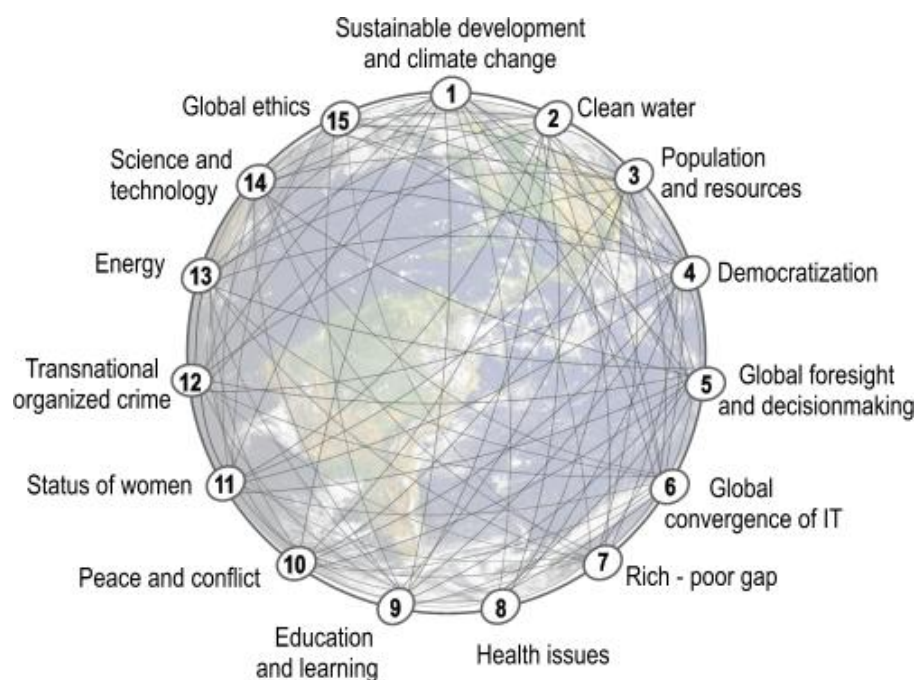 Sustainable development
and climate change
1
Clean water
2
Population
and resources
3
Democratization
4
Global foresight
and decisionmaking
5
Global
convergence of IT
6
Rich - poor gap
7
Health issues
8
Education
and learning
9
Peace and conflict
10
Status of women
11
Transnational
organized crime
12
Energy
13
Science and
technology
14
Global ethics
15